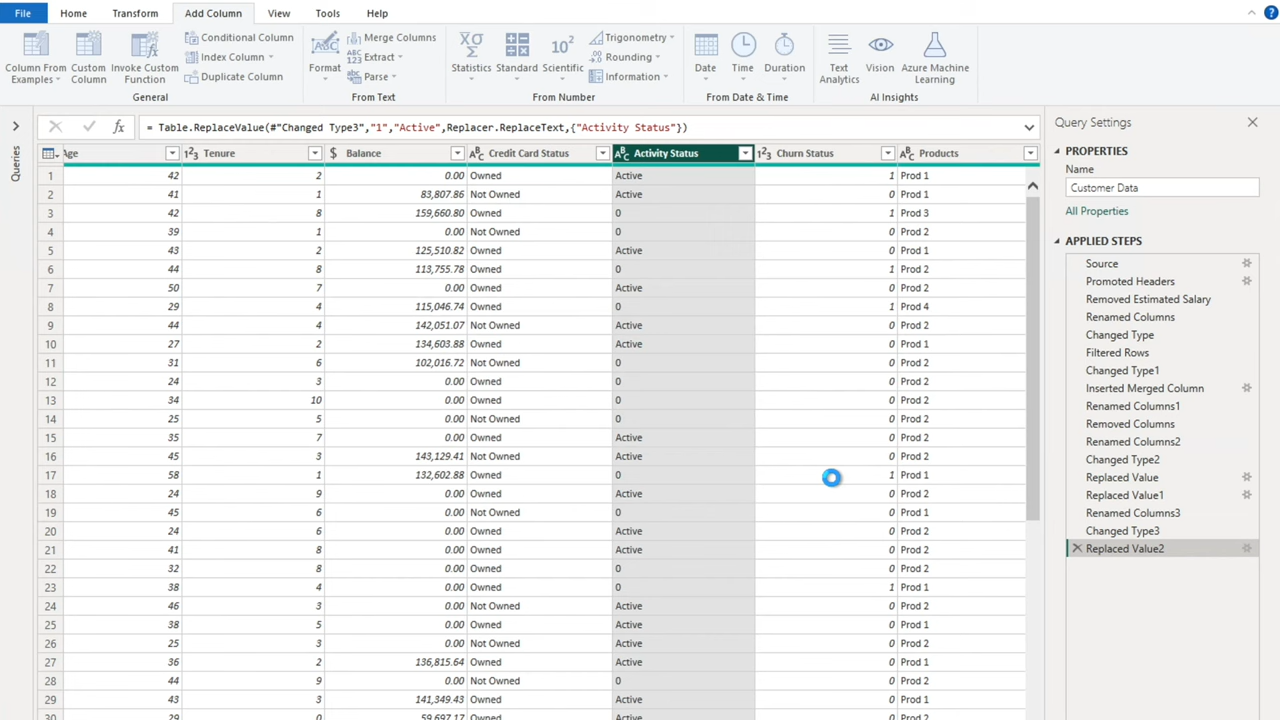 File Home Transform Add Column View Tools Help
Column From Examples
Custom Column
Invoke Custom Function
Conditional Column
Index Column
Duplicate Column
General
Format
Merge Columns
Extract
Parse
From Text
Statistics
Standard
Scientific
Trigonometry
Rounding
Information
From Number
Date
Time
Duration
From Date & Time
Text Analytics
Vision
Azure Machine Learning
AI Insights
= Table.ReplaceValue(#"Changed Type3","1","Active",Replacer.ReplaceText,{"Activity Status"})
Queries
Age Tenure Balance Credit Card Status Activity Status Churn Status Products
1 42 2 0.00 Owned Active 1 Prod 1
2 41 1 83,807.86 Not Owned Active 0 Prod 1
3 42 8 159,660.80 Owned 0 1 Prod 3
4 39 1 0.00 Not Owned 0 0 Prod 2
5 43 2 125,510.82 Owned Active 0 Prod 1
6 44 8 113,755.78 Owned 0 1 Prod 2
7 50 7 0.00 Owned Active 0 Prod 2
8 29 4 115,046.74 Owned 0 1 Prod 4
9 44 4 142,051.07 Not Owned Active 0 Prod 2
10 27 2 134,603.88 Owned Active 0 Prod 1
11 31 6 102,016.72 Not Owned 0 0 Prod 2
12 24 3 0.00 Owned 0 0 Prod 2
13 34 10 0.00 Owned 0 0 Prod 2
14 25 5 0.00 Not Owned 0 0 Prod 2
15 35 7 0.00 Owned Active 0 Prod 2
16 45 3 143,129.41 Not Owned Active 0 Prod 2
17 58 1 132,602.88 Owned 0 1 Prod 1
18 24 9 0.00 Owned Active 0 Prod 2
19 45 6 0.00 Not Owned 0 0 Prod 1
20 24 6 0.00 Owned Active 0 Prod 2
21 41 8 0.00 Owned Active 0 Prod 2
22 32 8 0.00 Owned 0 0 Prod 2
23 38 4 0.00 Owned 0 1 Prod 1
24 46 3 0.00 Not Owned Active 0 Prod 2
25 38 5 0.00 Owned Active 0 Prod 1
26 25 3 0.00 Not Owned Active 0 Prod 2
27 36 2 136,815.64 Owned Active 0 Prod 1
28 44 9 0.00 Not Owned 0 0 Prod 2
29 43 3 141,349.43 Owned Active 0 Prod 1
30 29 0 59,697.17 Owned Active 0 Prod 2
Query Settings
PROPERTIES
Name
Customer Data
All Properties
APPLIED STEPS
Source
Promoted Headers
Removed Estimated Salary
Renamed Columns
Changed Type
Filtered Rows
Changed Type1
Inserted Merged Column
Renamed Columns1
Removed Columns
Renamed Columns2
Changed Type2
Replaced Value
Replaced Value1
Renamed Columns3
Changed Type3
Replaced Value2